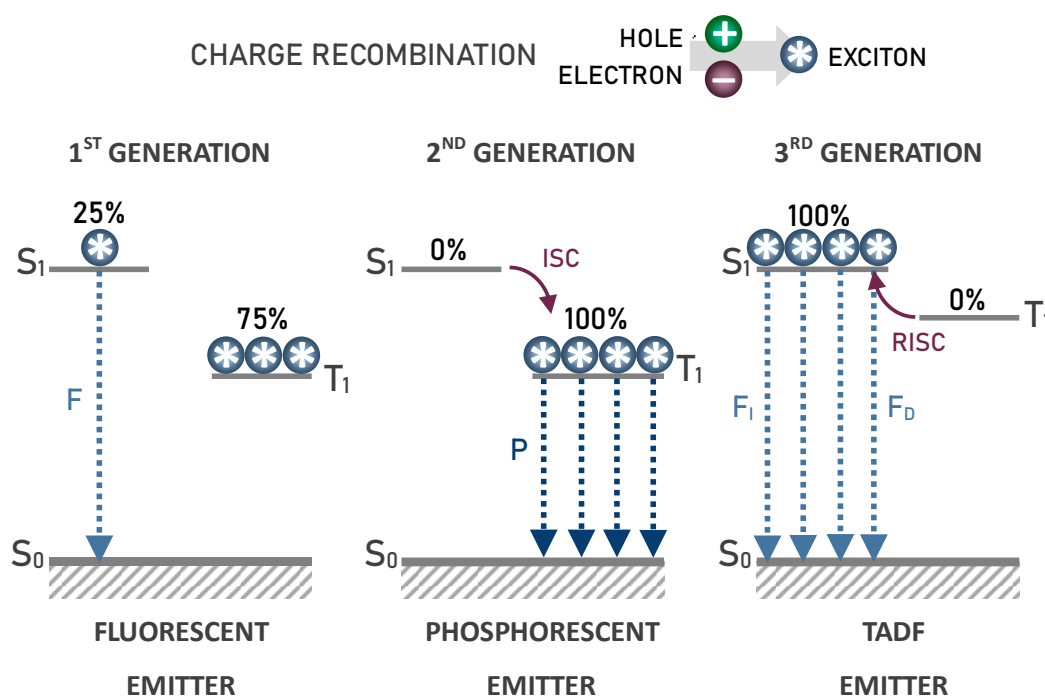 CHARGE RECOMBINATION
HOLE
ELECTRON
EXCITON
1ST GENERATION
2ND GENERATION
3RD GENERATION
25%
S1
75%
T1
F
S0
0%
S1
ISC
100%
T1
P
S0
100%
S1
0%
RISC
FI
FD
S0
FLUORESCENT
EMITTER
PHOSPHORESCENT
EMITTER
TADF
EMITTER